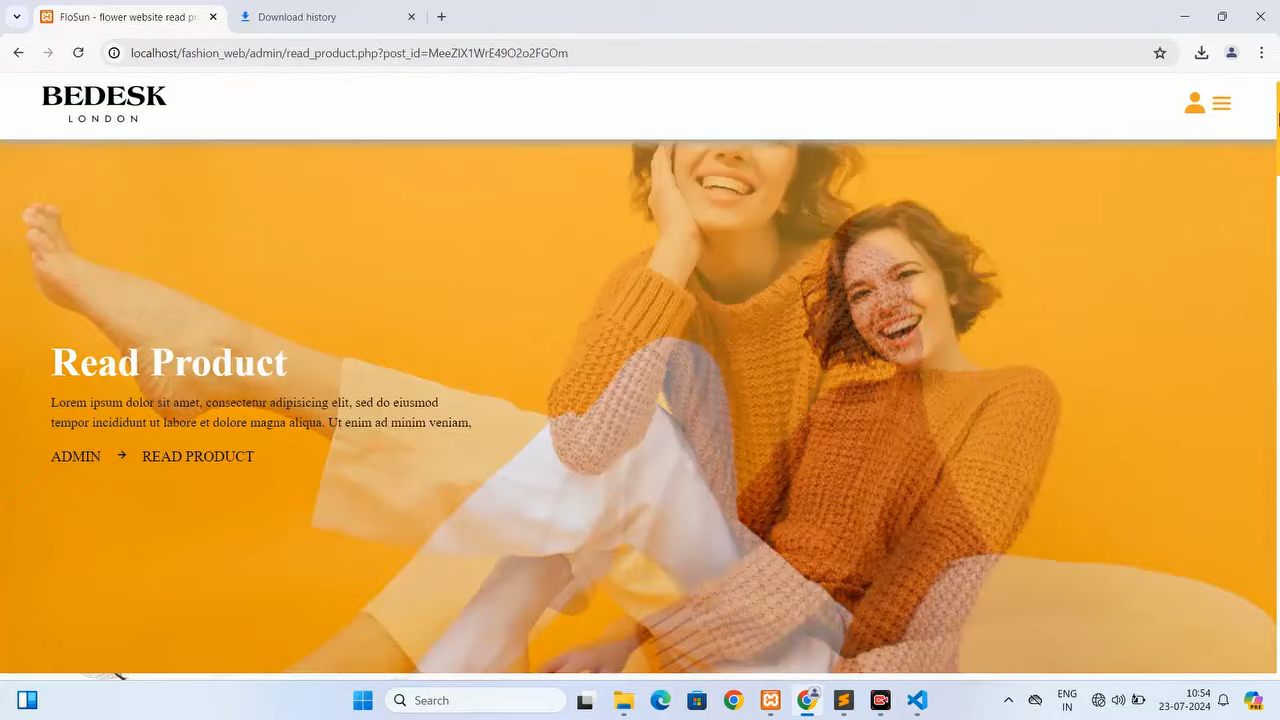 FloSun - flower website read pr
Download history
localhost/fashion_web/admin/read_product.php?post_id=MeeZIX1WrE49O2o2FGOm
BEDESK
LONDON
Read Product
Lorem ipsum dolor sit amet, consectetur adipisicing elit, sed do eiusmod
tempor incididunt ut labore et dolore magna aliqua. Ut enim ad minim veniam,
ADMIN → READ PRODUCT
Search
ENG
IN
10:54
23-07-2024
PRE